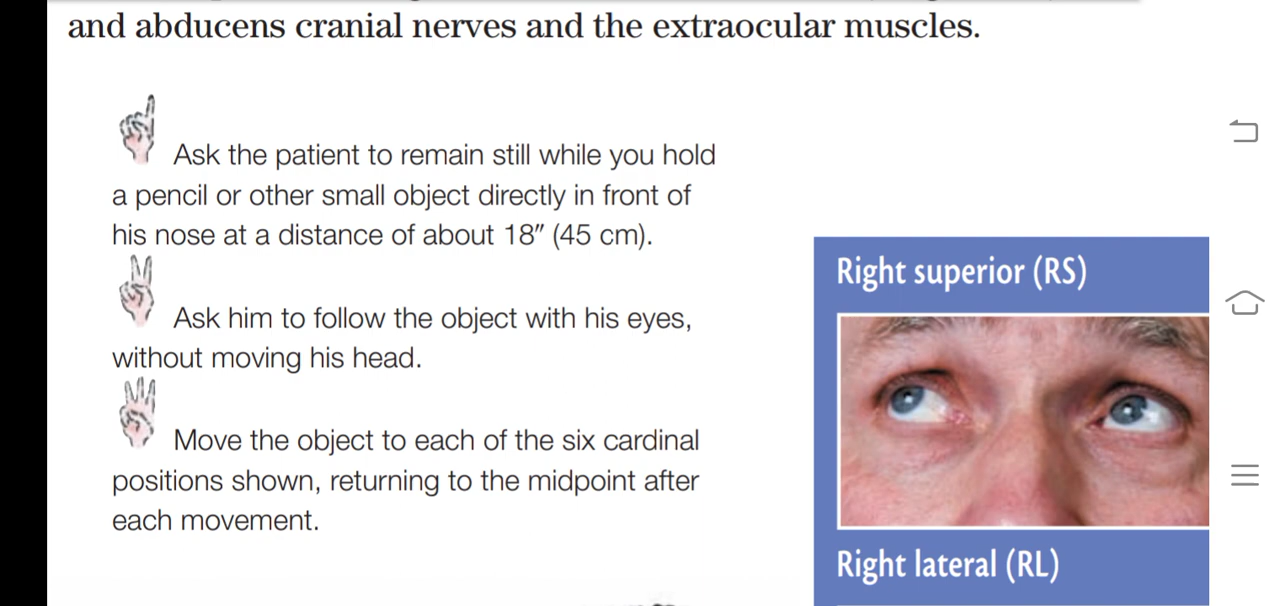 and abducens cranial nerves and the extraocular muscles.
Ask the patient to remain still while you hold
a pencil or other small object directly in front of
his nose at a distance of about 18″ (45 cm).
Ask him to follow the object with his eyes,
without moving his head.
Move the object to each of the six cardinal
positions shown, returning to the midpoint after
each movement.
Right superior (RS)
Right lateral (RL)